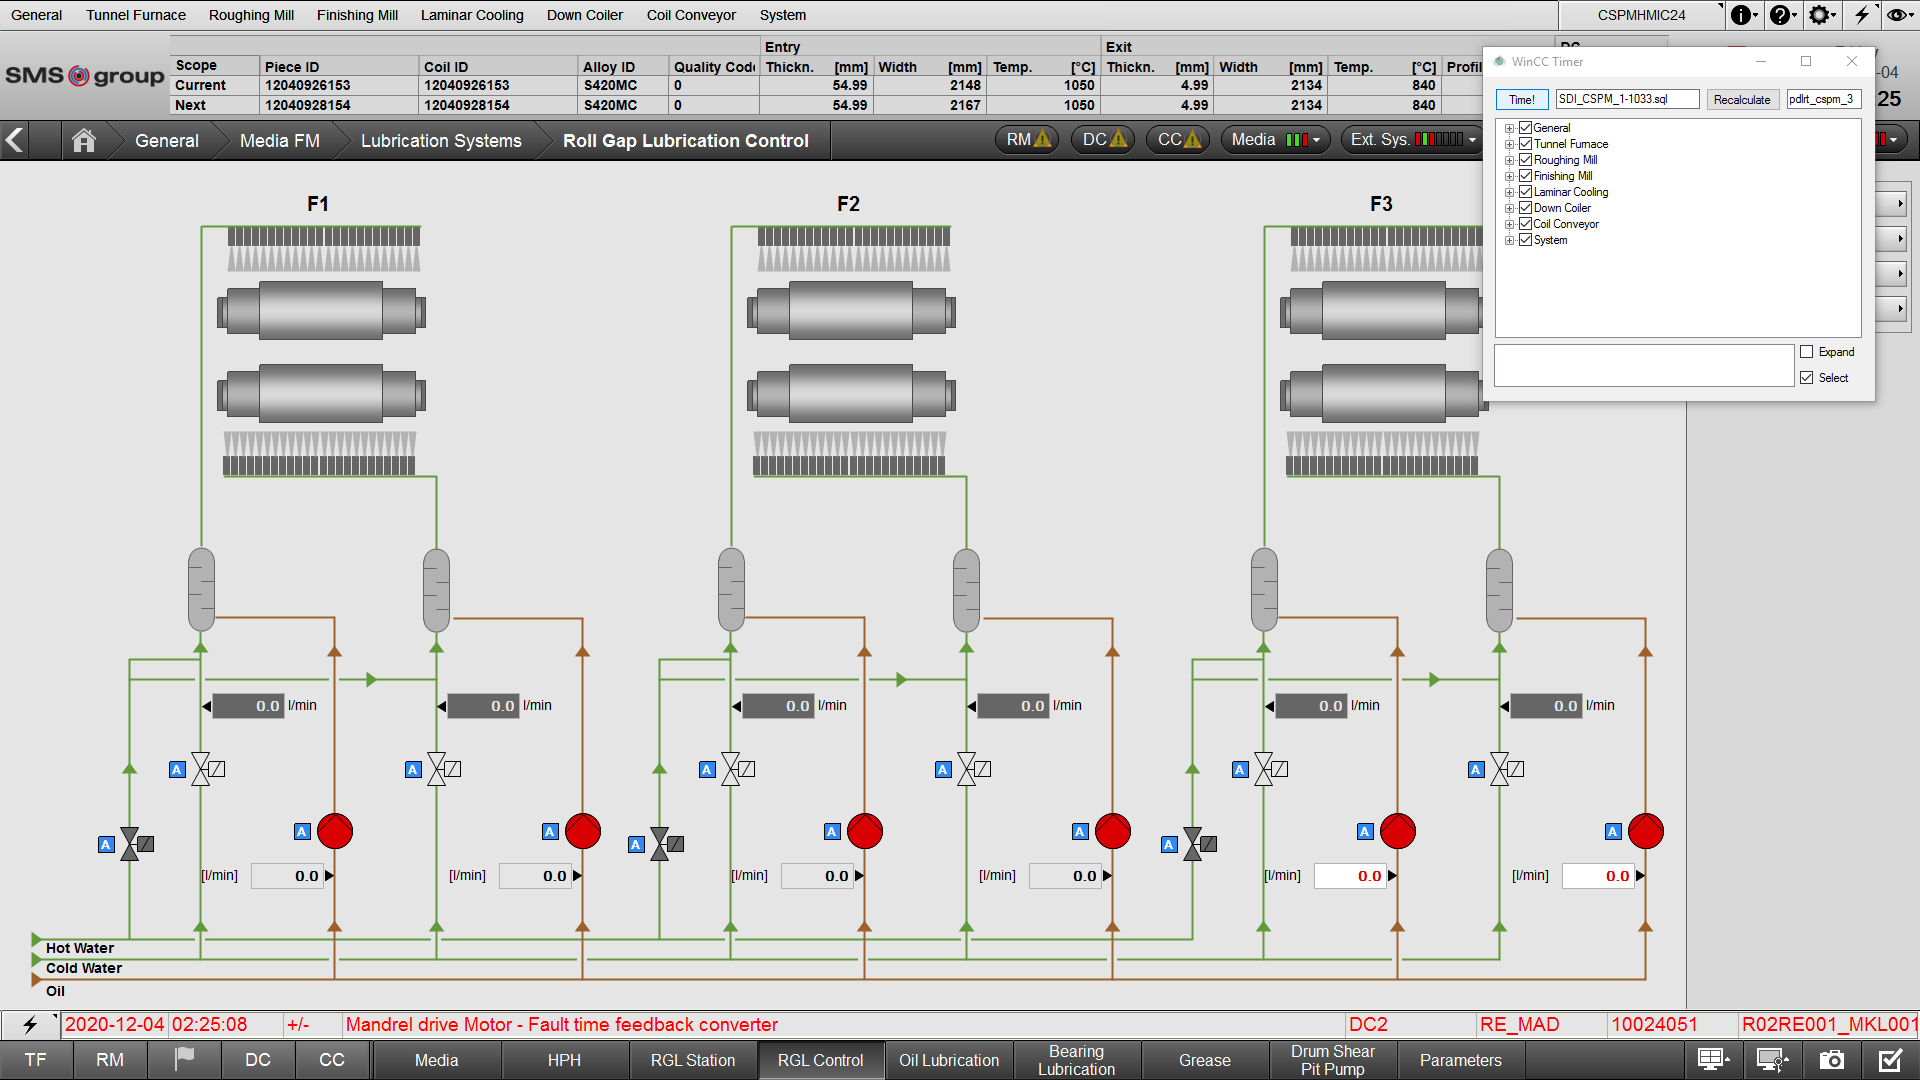 General Tunnel Furnace Roughing Mill Finishing Mill Laminar Cooling Down Coiler Coil Conveyor System CSPMHMIC24
SMS group
Entry Exit
Scope Piece ID Coil ID Alloy ID Quality Code Thickn. [mm] Width [mm] Temp. [°C] Thickn. [mm] Width [mm] Temp. [°C] Profil
Current 12040926153 12040926153 S420MC 0 54.99 2148 1050 4.99 2134 840
Next 12040928154 12040928154 S420MC 0 54.99 2167 1050 4.99 2134 840
-04
25
General Media FM Lubrication Systems Roll Gap Lubrication Control RM DC CC Media Ext. Sys.
WinCC Timer
Time! SDI_CSPM_1-1033.sql Recalculate pdlrt_cspm_3
General
Tunnel Furnace
Roughing Mill
Finishing Mill
Laminar Cooling
Down Coiler
Coil Conveyor
System
Expand
Select
F1 F2 F3
0.0 l/min 0.0 l/min 0.0 l/min 0.0 l/min 0.0 l/min 0.0 l/min
A A A A A A
A A A A A A
A A A
[l/min] 0.0 [l/min] 0.0 [l/min] 0.0 [l/min] 0.0 [l/min] 0.0 [l/min] 0.0
Hot Water
Cold Water
Oil
2020-12-04 02:25:08 +/- Mandrel drive Motor - Fault time feedback converter DC2 RE_MAD 10024051 R02RE001_MKL001
TF RM DC CC Media HPH RGL Station RGL Control Oil Lubrication Bearing Lubrication Grease Drum Shear Pit Pump Parameters